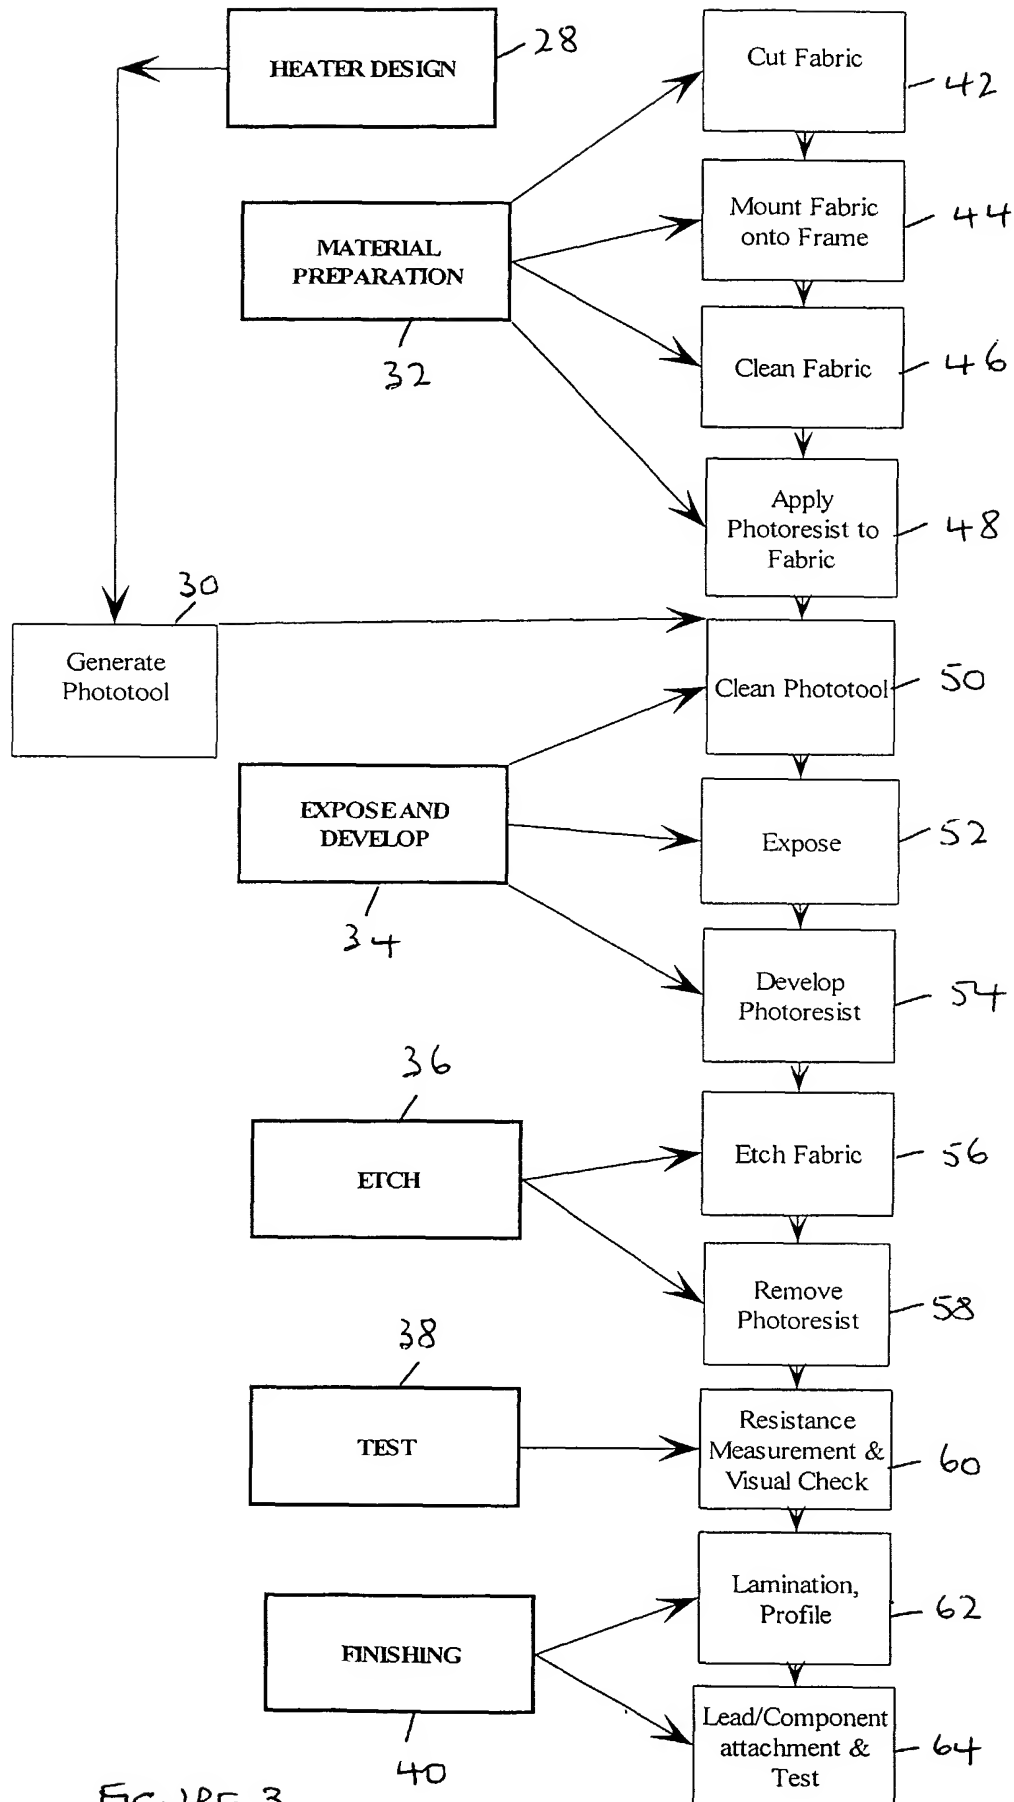 HEATER DESIGN
28
Cut Fabric
42
MATERIAL
PREPARATION
32
Mount Fabric
onto Frame
44
Clean Fabric
46
Apply
Photoresist to
Fabric
48
30
Generate
Phototool
Clean Phototool
50
EXPOSE AND
DEVELOP
34
Expose
52
Develop
Photoresist
54
36
ETCH
Etch Fabric
56
Remove
Photoresist
58
38
TEST
Resistance
Measurement &
Visual Check
60
FINISHING
40
Lamination,
Profile
62
Lead/Component
attachment &
Test
64
FIGURE 3